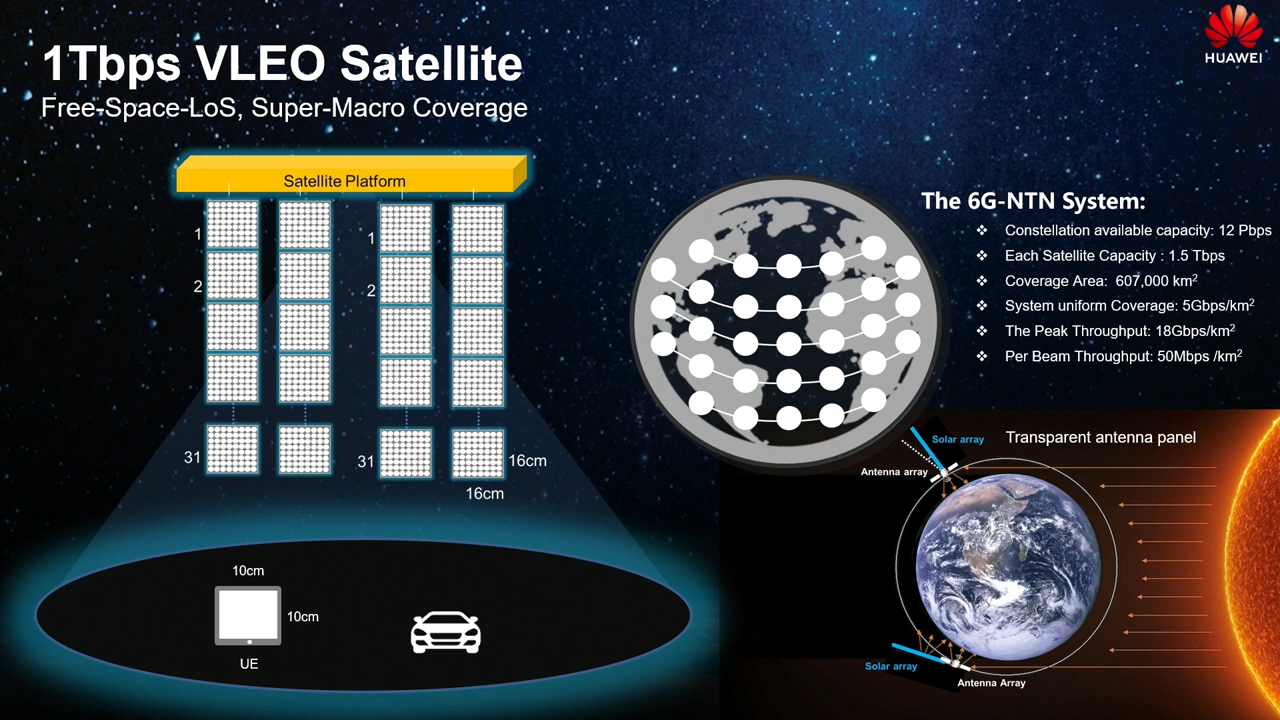 HUAWEI
1Tbps VLEO Satellite
Free-Space-LoS, Super-Macro Coverage
Satellite Platform
1
1
2
2
31
31
16cm
16cm
10cm
10cm
UE
The 6G-NTN System:
❖ Constellation available capacity: 12 Pbps
❖ Each Satellite Capacity : 1.5 Tbps
❖ Coverage Area: 607,000 km²
❖ System uniform Coverage: 5Gbps/km²
❖ The Peak Throughput: 18Gbps/km²
❖ Per Beam Throughput: 50Mbps /km²
Solar array
Transparent antenna panel
Antenna array
Solar array
Antenna Array